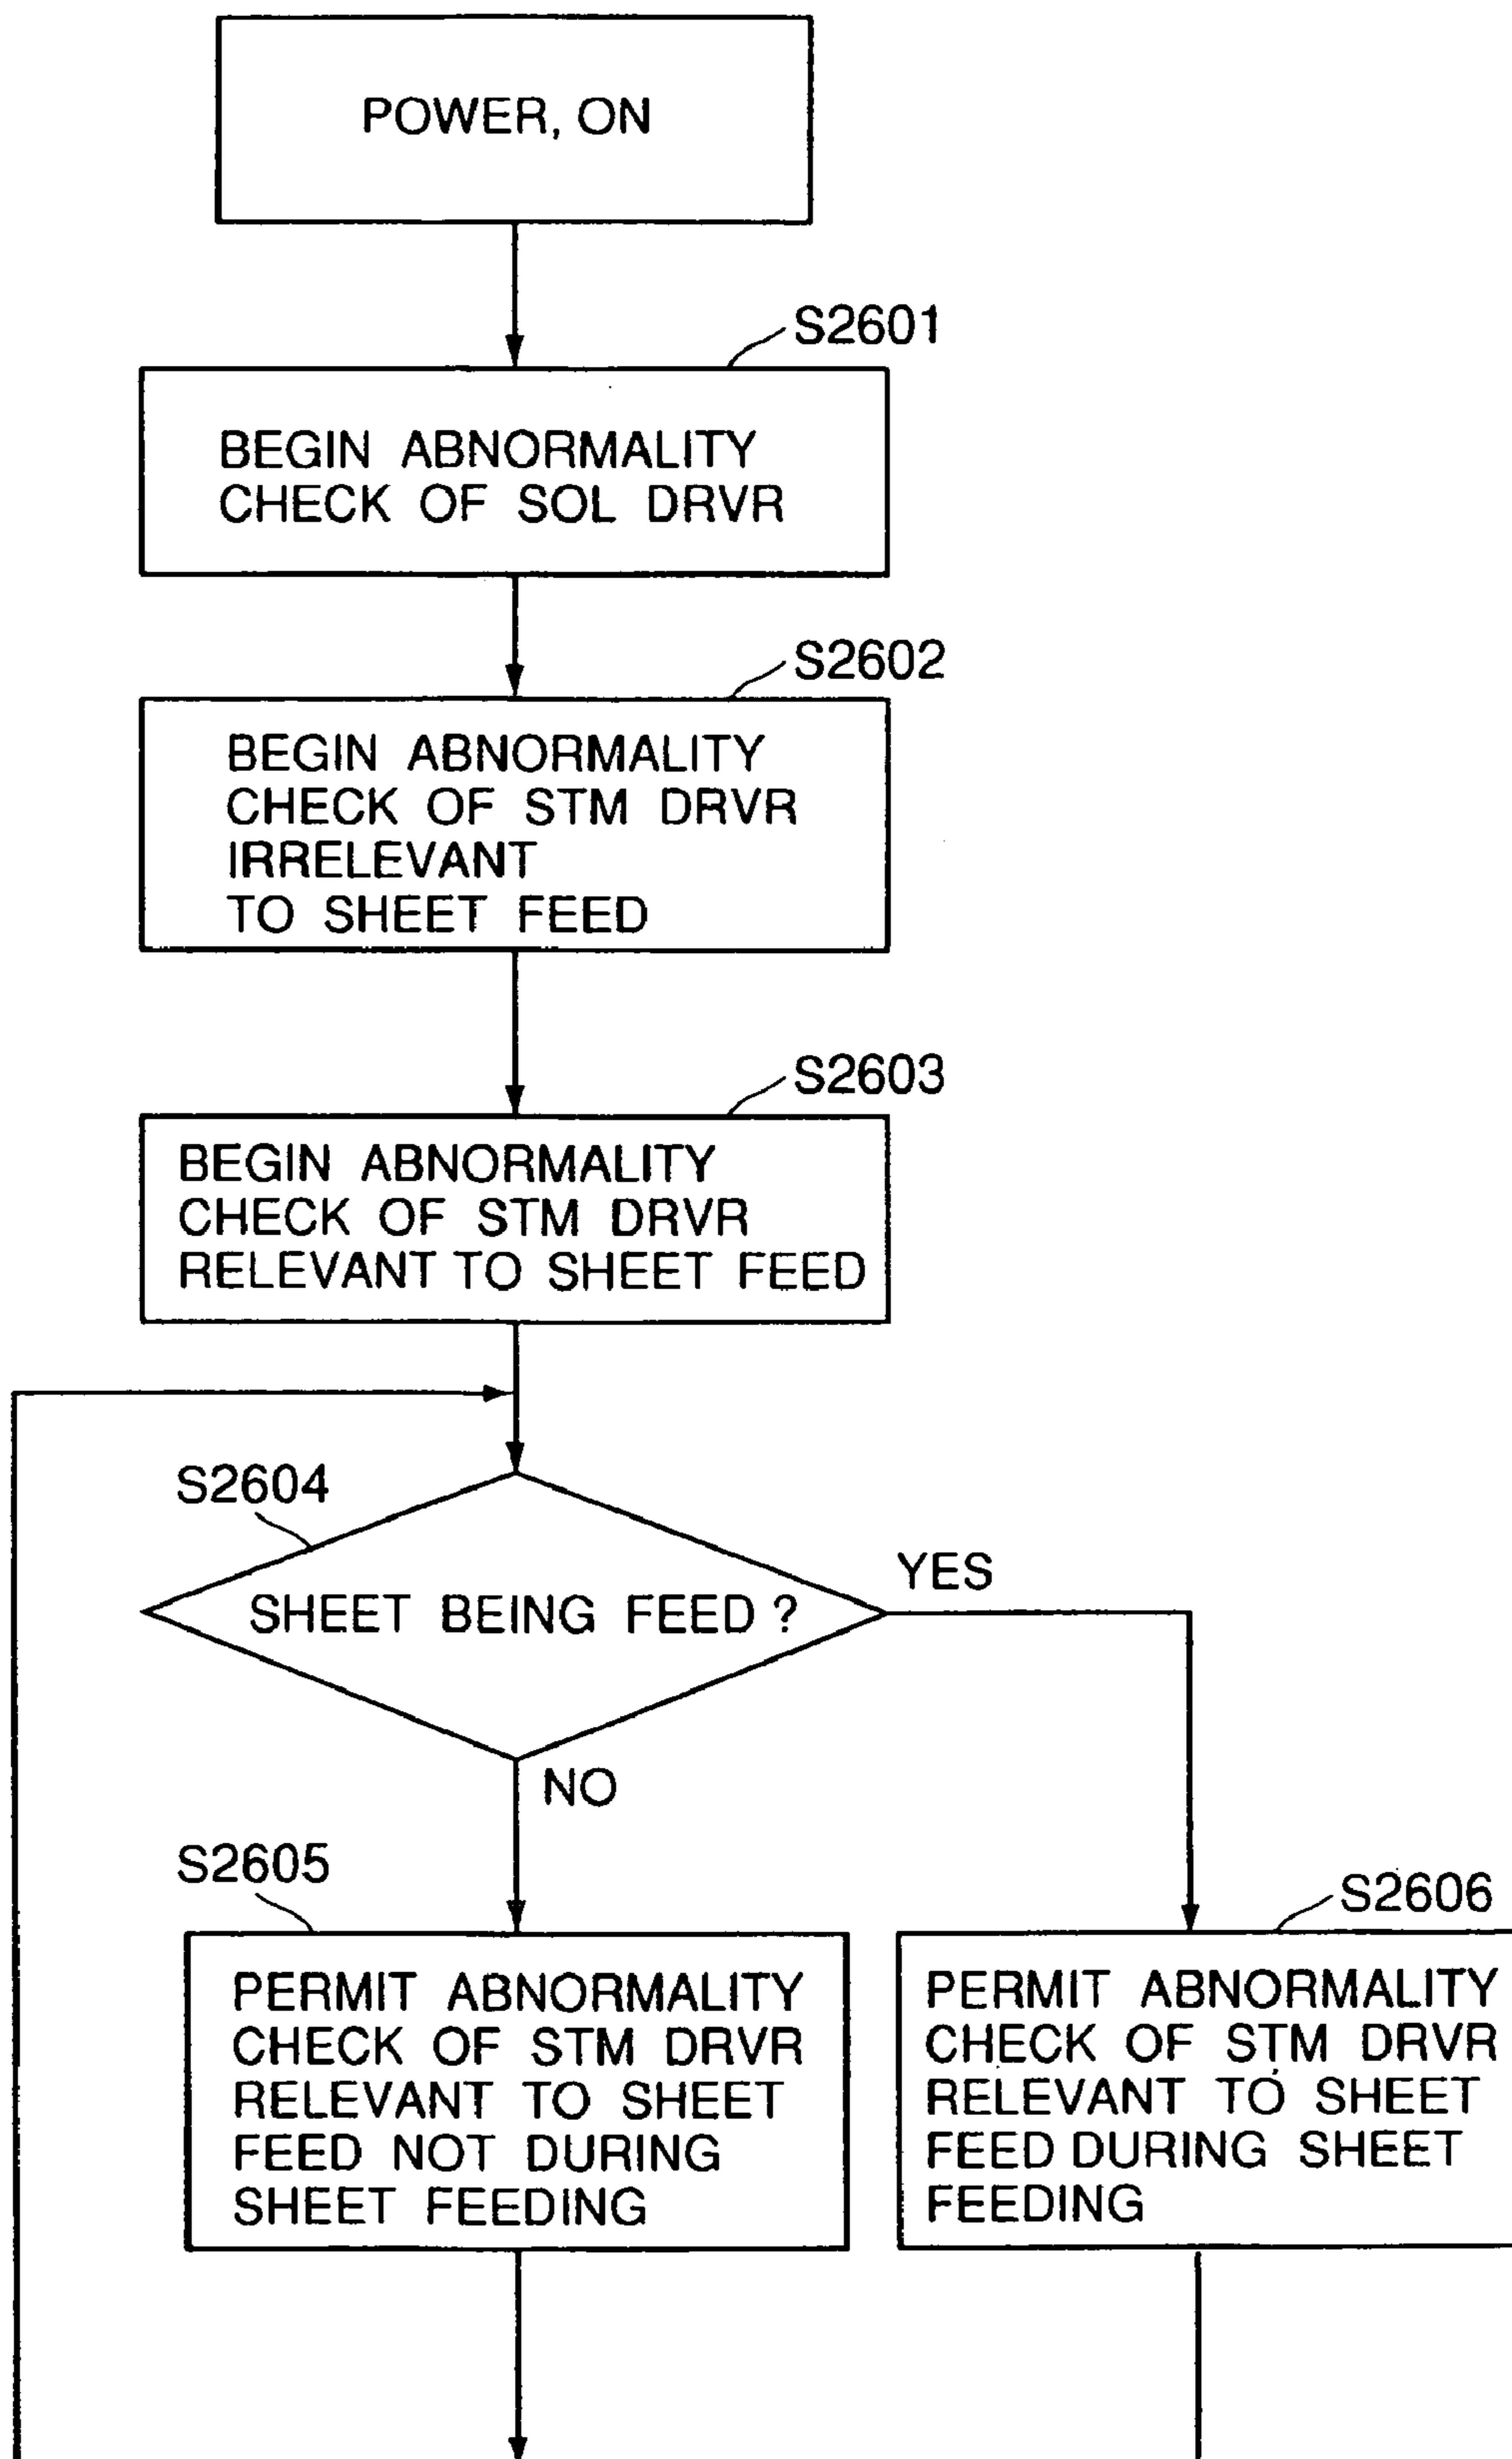 POWER, ON
S2601
BEGIN ABNORMALITY
CHECK OF SOL DRVR
S2602
BEGIN ABNORMALITY
CHECK OF STM DRVR
IRRELEVANT
TO SHEET FEED
S2603
BEGIN ABNORMALITY
CHECK OF STM DRVR
RELEVANT TO SHEET FEED
S2604
SHEET BEING FEED ?
YES
NO
S2605
PERMIT ABNORMALITY
CHECK OF STM DRVR
RELEVANT TO SHEET
FEED NOT DURING
SHEET FEEDING
S2606
PERMIT ABNORMALITY
CHECK OF STM DRVR
RELEVANT TO SHEET
FEED DURING SHEET
FEEDING